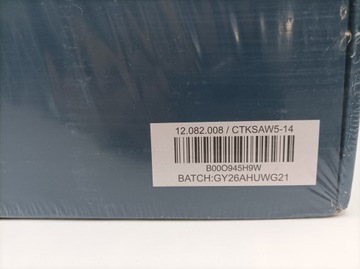 12.082.008 / CTKSAW5-14
B00O945H9W
BATCH:GY26AHUWG21